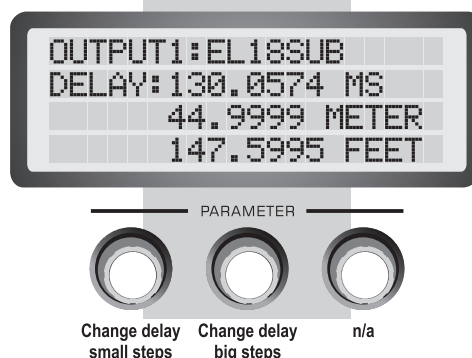 OUTPUT1:EL18SUB
DELAY:130.0574 MS
44.9999 METER
147.5995 FEET
PARAMETER
Change delay small steps
Change delay big steps
n/a